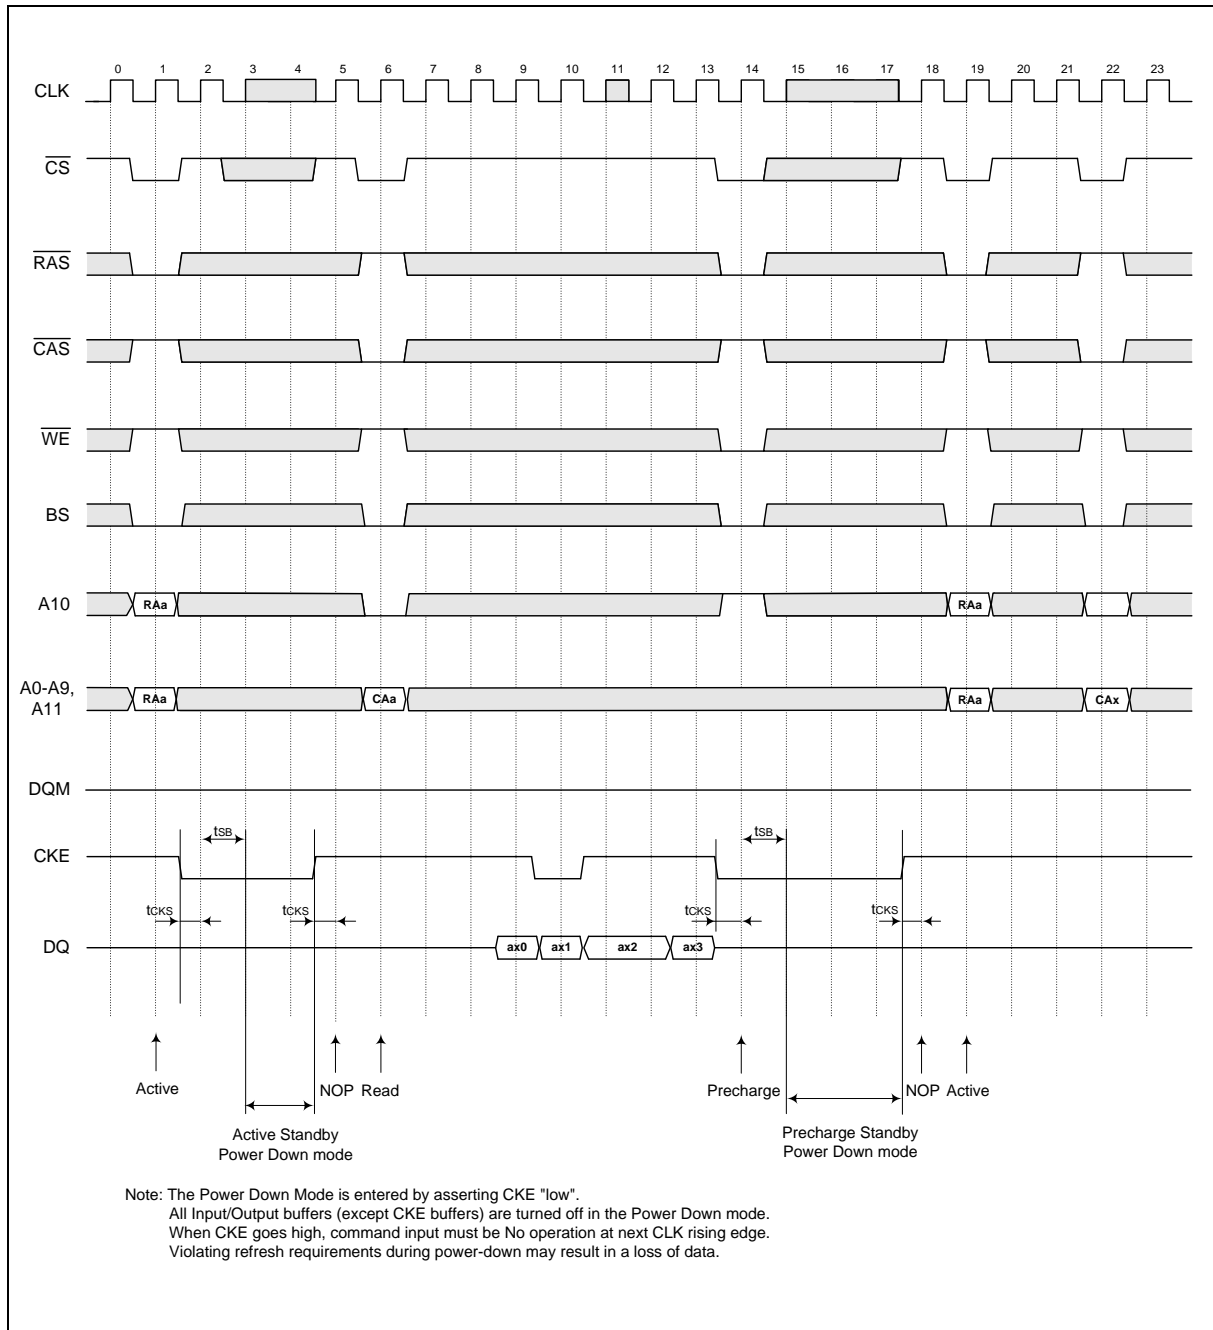 0 1 2 3 4 5 6 7 8 9 10 11 12 13 14 15 16 17 18 19 20 21 22 23
CLK
CS
RAS
CAS
WE
BS
A10 RAa RAa
A0-A9,
A11 RAa CAa RAa CAx
DQM
tSB tSB
CKE
tCKS tCKS tCKS tCKS
DQ ax0 ax1 ax2 ax3
Active NOP Read Precharge NOP Active
Active Standby
Power Down mode
Precharge Standby
Power Down mode
Note: The Power Down Mode is entered by asserting CKE "low".
All Input/Output buffers (except CKE buffers) are turned off in the Power Down mode.
When CKE goes high, command input must be No operation at next CLK rising edge.
Violating refresh requirements during power-down may result in a loss of data.